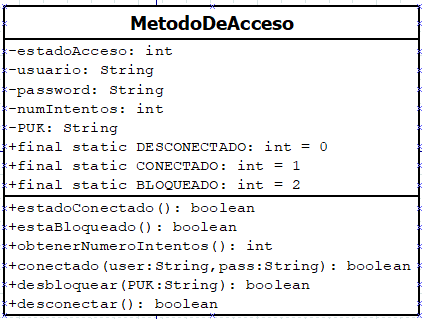 MetodoDeAcceso
-estadoAcceso: int
-usuario: String
-password: String
-numIntentos: int
-PUK: String
+final static DESCONECTADO: int = 0
+final static CONECTADO: int = 1
+final static BLOQUEADO: int = 2
+estadoConectado(): boolean
+estaBloqueado(): boolean
+obtenerNumeroIntentos(): int
+conectado(user:String,pass:String): boolean
+desbloquear(PUK:String): boolean
+desconectar(): boolean